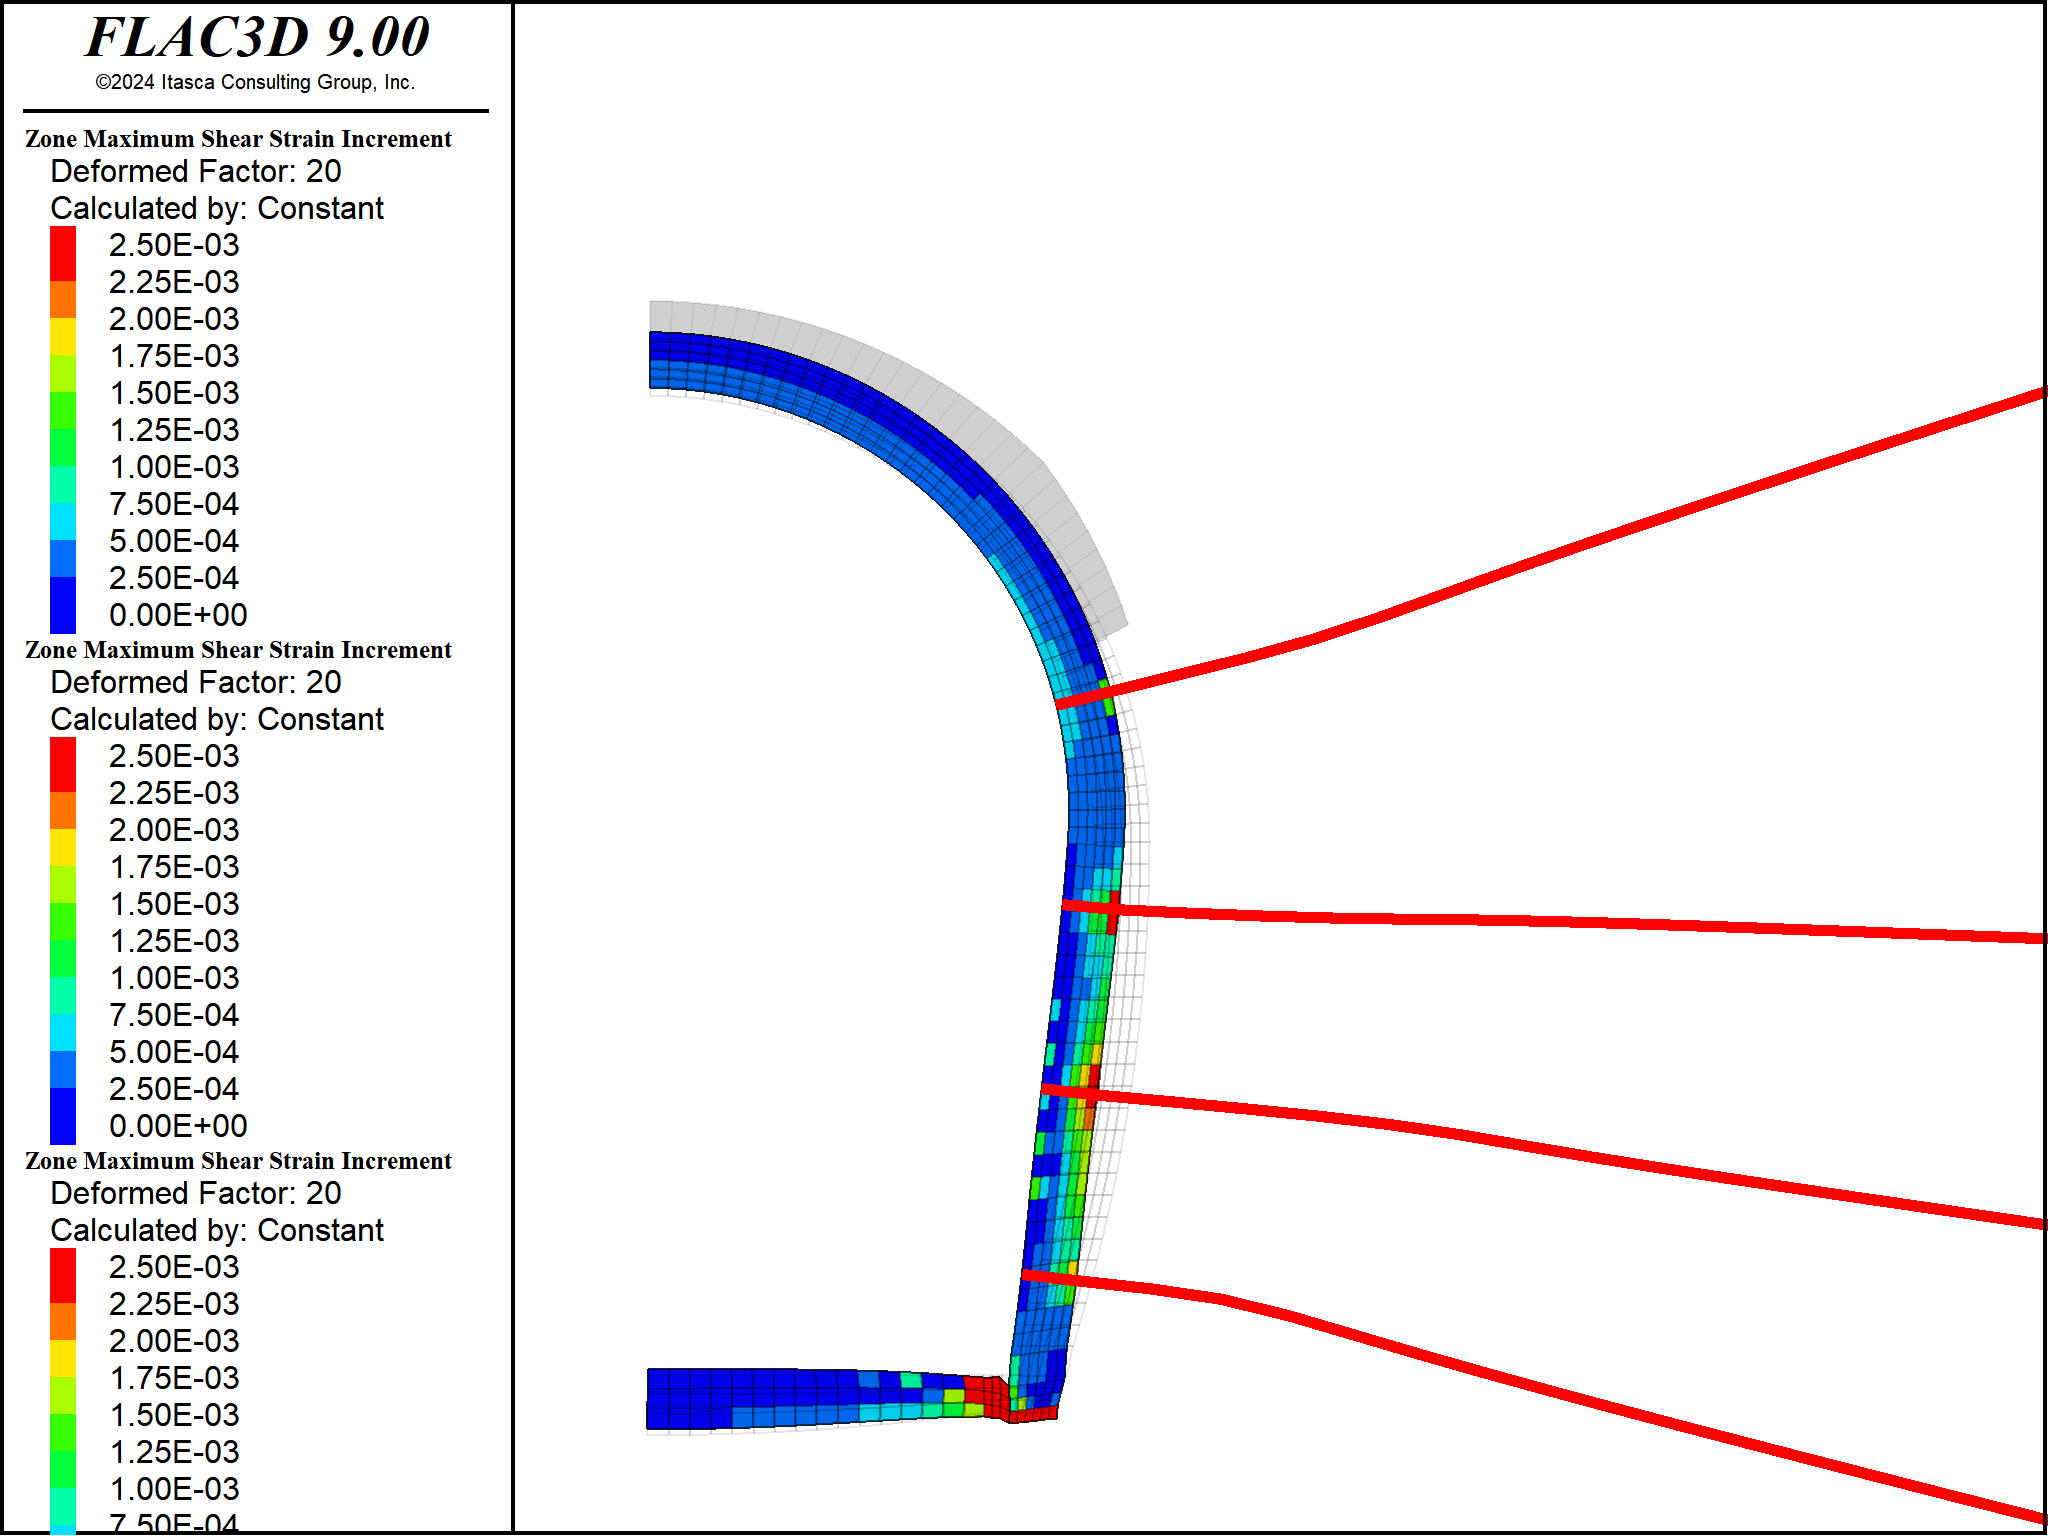 FLAC3D 9.00
©2024 Itasca Consulting Group, Inc.
Zone Maximum Shear Strain Increment
Deformed Factor: 20
Calculated by: Constant
2.50E-03
2.25E-03
2.00E-03
1.75E-03
1.50E-03
1.25E-03
1.00E-03
7.50E-04
5.00E-04
2.50E-04
0.00E+00
Zone Maximum Shear Strain Increment
Deformed Factor: 20
Calculated by: Constant
2.50E-03
2.25E-03
2.00E-03
1.75E-03
1.50E-03
1.25E-03
1.00E-03
7.50E-04
5.00E-04
2.50E-04
0.00E+00
Zone Maximum Shear Strain Increment
Deformed Factor: 20
Calculated by: Constant
2.50E-03
2.25E-03
2.00E-03
1.75E-03
1.50E-03
1.25E-03
1.00E-03
7.50E-04